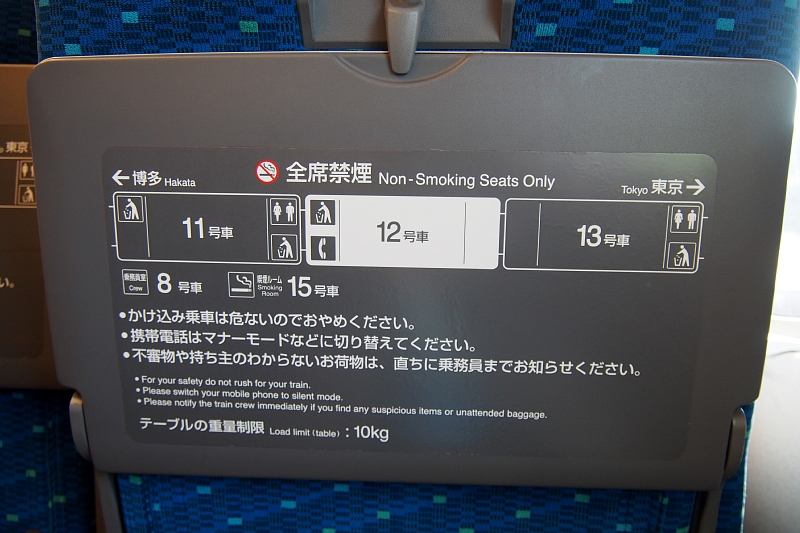 東京
い。
←博多 Hakata
全席禁煙 Non-Smoking Seats Only
Tokyo 東京→
11号車
12号車
13号車
乗務員室 Crew 8号車 喫煙ルーム Smoking Room 15号車
●かけ込み乗車は危ないのでおやめください。
●携帯電話はマナーモードなどに切り替えてください。
●不審物や持ち主のわからないお荷物は、直ちに乗務員までお知らせください。
●For your safety do not rush for your train.
●Please switch your mobile phone to silent mode.
●Please notify the train crew immediately if you find any suspicious items or unattended baggage.
テーブルの重量制限 Load limit (table) : 10kg